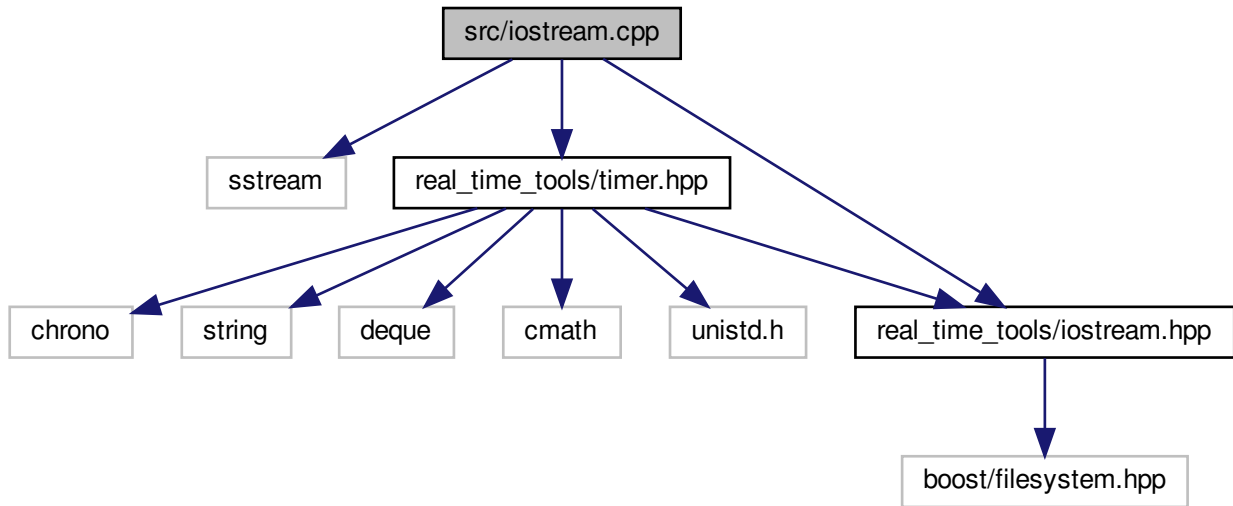 src/iostream.cpp
sstream
real_time_tools/timer.hpp
chrono
string
deque
cmath
unistd.h
real_time_tools/iostream.hpp
boost/filesystem.hpp